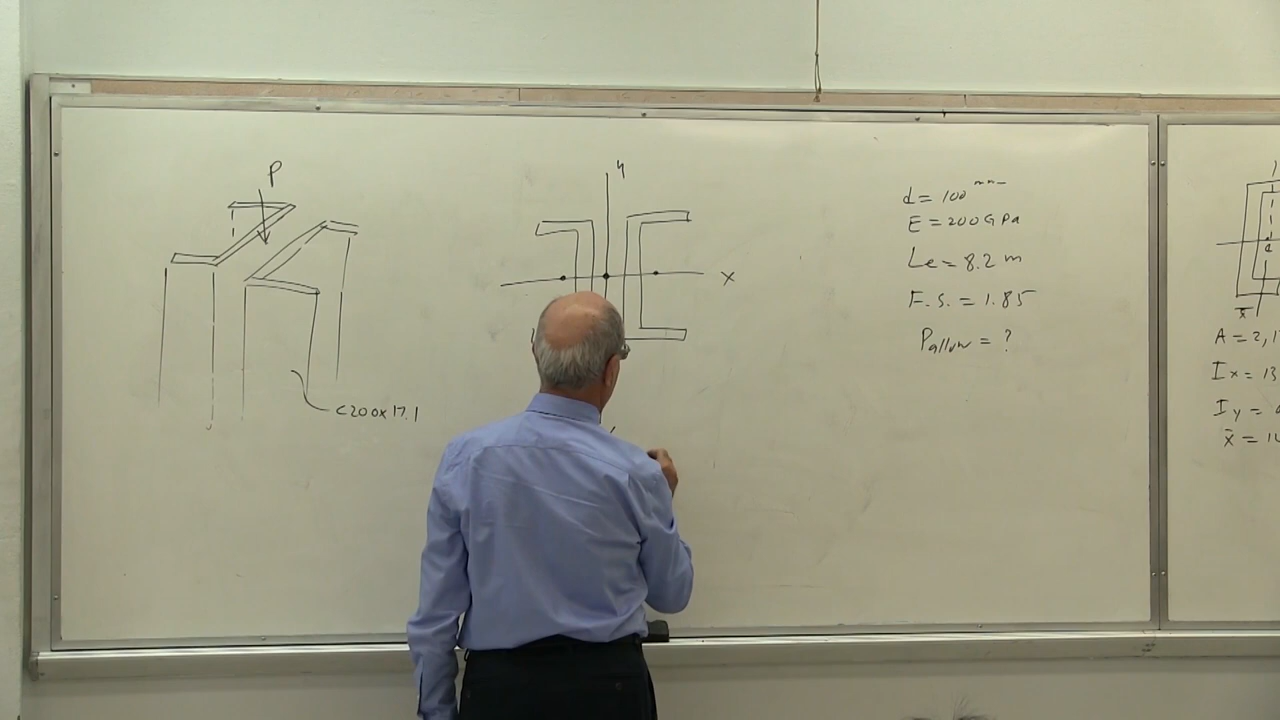 P
C200x17.1
y
x
d = 100 mm
E = 200 GPa
Le = 8.2 m
F.S. = 1.85
Pallow = ?
x̄
A = 2,1
Ix = 13
Iy =
x̄ = 14